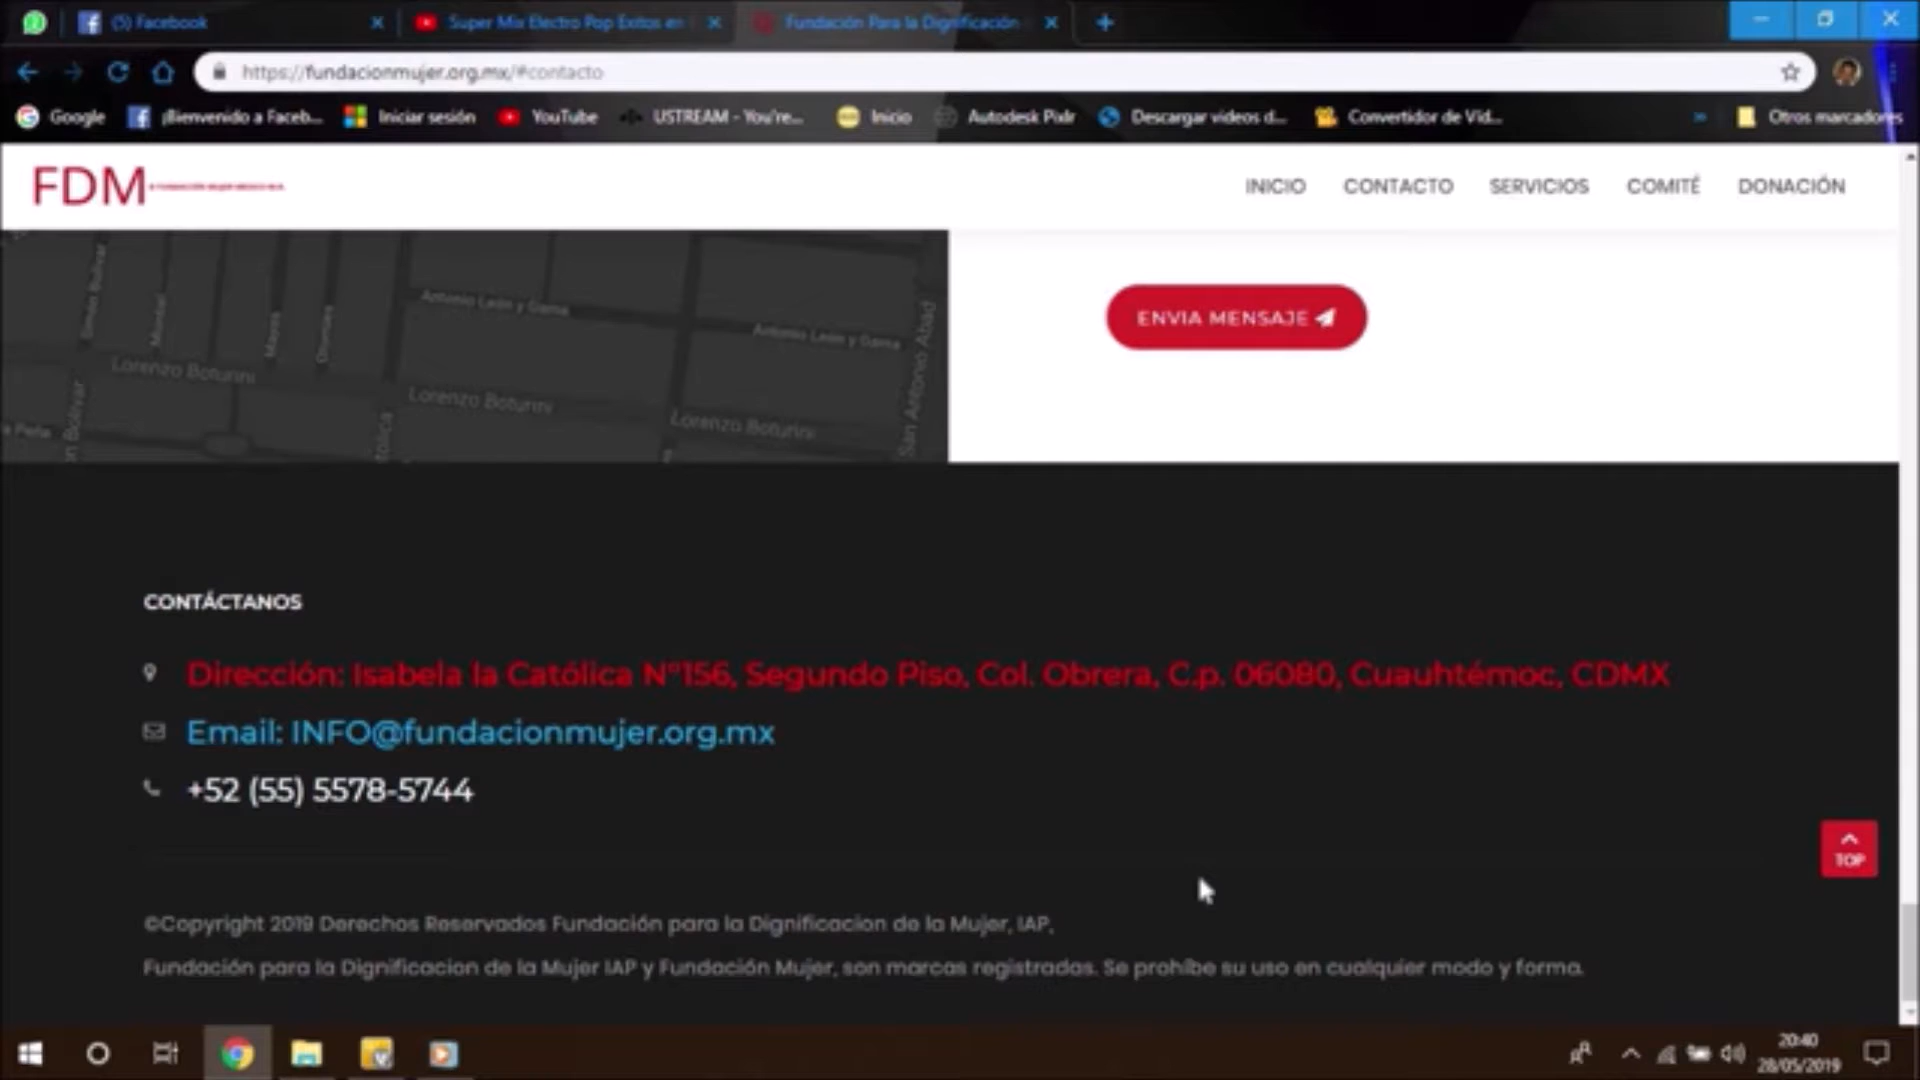 (5) Facebook
Super Mix Electro Pop Exitos en
Fundación Para la Dignificación
https://fundacionmujer.org.mx/#contacto
Google
¡Bienvenido a Faceb...
Iniciar sesión
YouTube
USTREAM - You're...
Inicio
Autodesk Pixlr
Descargar videos d...
Convertidor de Víd...
Otros marcadores
FDM
INICIO
CONTACTO
SERVICIOS
COMITÉ
DONACIÓN
Simón Bolívar
Antonio León y Gama
Antonio León y Gama
San Antonio Abad
Lorenzo Boturini
Lorenzo Boturini
Lorenzo Boturini
ENVIA MENSAJE
CONTÁCTANOS
Dirección: Isabela la Católica N°156, Segundo Piso, Col. Obrera, C.p. 06080, Cuauhtémoc, CDMX
Email: INFO@fundacionmujer.org.mx
+52 (55) 5578-5744
TOP
©Copyright 2019 Derechos Reservados Fundación para la Dignificacion de la Mujer, IAP,
Fundación para la Dignificacion de la Mujer IAP y Fundación Mujer, son marcas registradas. Se prohibe su uso en cualquier modo y forma.
20:40
28/05/2019